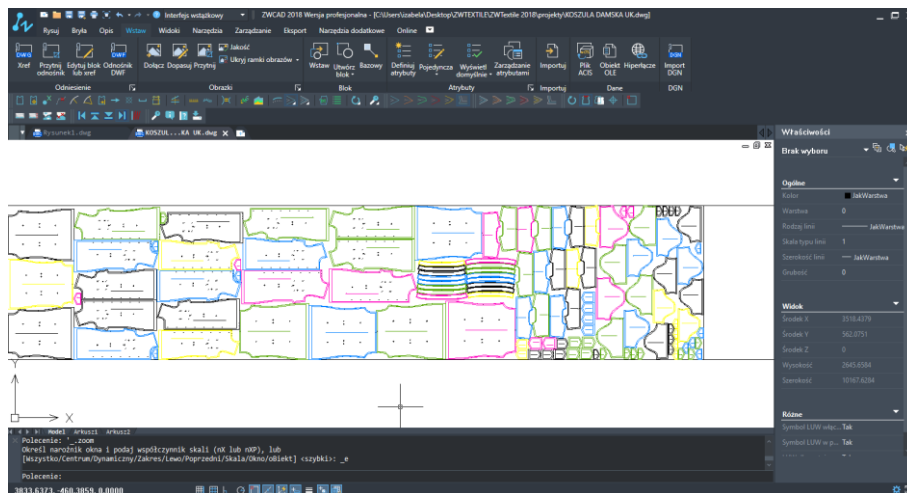 Interfejs wstążkowy
ZWCAD 2018 Wersja profesjonalna - [C:\Users\izabela\Desktop\ZWTEXTILE\ZWTextile 2018\projekty\KOSZULA DAMSKA UK.dwg]
Rysuj Bryła Opis Wstaw Widoki Narzędzia Zarządzanie Eksport Narzędzia dodatkowe Online
Xref Przytnij odnośnik Edytuj blok lub xref Odnośnik DWF
Dołącz Dopasuj Przytnij Jakość
Ukryj ramki obrazów
Wstaw Utwórz blok Bazowy
Definiuj atrybuty Pojedyncza Wyświetl domyślnie Zarządzanie atrybutami
Importuj
Plik ACIS Obiekt OLE Hiperłącze
Import DGN
Odniesienie Obrazki Blok Atrybuty Importuj Dane DGN
Rysunek1.dwg KOSZUL...KA UK.dwg
Właściwości
Brak wyboru
Ogólne
Kolor JakWarstwa
Warstwa 0
Rodzaj linii JakWarstwa
Skala typu linii 1
Szerokość linii JakWarstwa
Grubość 0
Widok
Środek X 3518.4379
Środek Y 562.0751
Środek Z 0
Wysokość 2645.6584
Szerokość 10167.6284
Różne
Symbol LUW włąc... Tak
Symbol LUW w p... Tak
Y
X
Model Arkusz1 Arkusz2
Polecenie: '_.zoom
Określ narożnik okna i podaj współczynnik skali (nX lub nXP), lub
[Wszystko/Centrum/Dynamiczny/Zakres/Lewo/Poprzedni/Skala/Okno/oBiekt] <szybki>: _e
Polecenie:
3833.6373, -460.3859, 0.0000